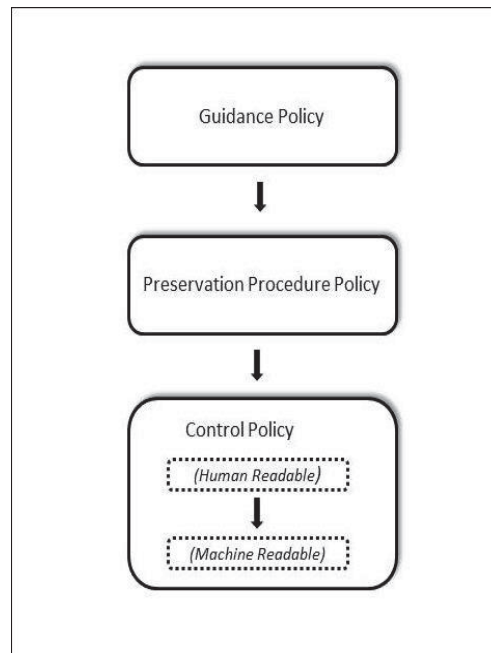 Guidance Policy
Preservation Procedure Policy
Control Policy
(Human Readable)
(Machine Readable)